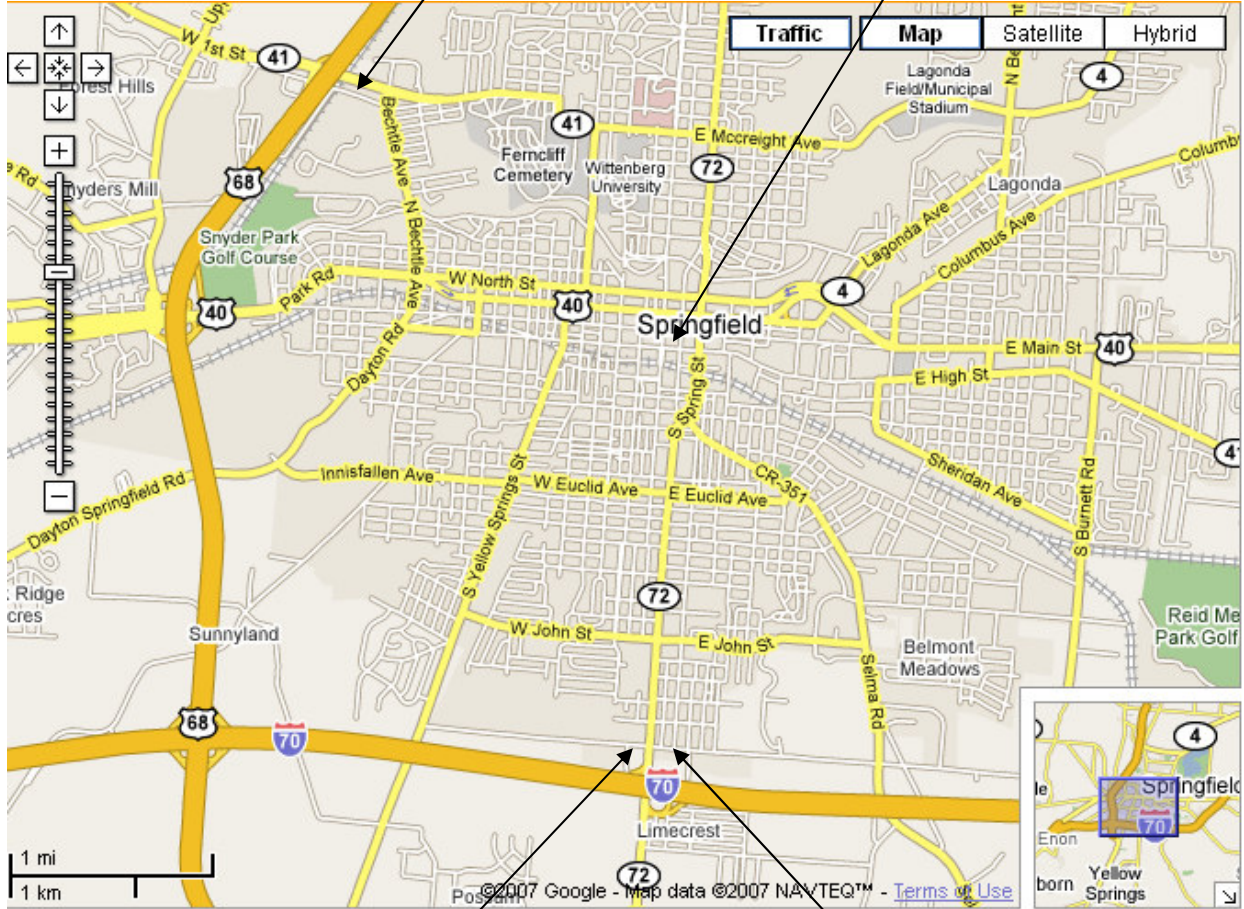 Traffic
Map
Satellite
Hybrid
W 1st St
41
Forest Hills
Lagonda
Field/Municipal
Stadium
4
Bechtle Ave
41
E Mccreight Ave
Ferncliff
Cemetery
Wittenberg
University
72
68
Snyders Mill
Lagonda
Snyder Park
Golf Course
N Bechtle Ave
Lagonda Ave
Columbus Ave
Park Rd
W North St
40
40
4
Springfield
E Main St
40
Dayton Rd
S Spring St
E High St
Innisfallen Ave
W Euclid Ave
E Euclid Ave
CR-351
Sheridan Ave
Dayton Springfield Rd
S Yellow Springs St
S Burnett Rd
72
Ridge
cres
Sunnyland
W John St
E John St
Belmont
Meadows
Reid Me
Park Golf
Selma Rd
68
70
70
Limecrest
72
1 mi
1 km
©2007 Google - Map data ©2007 NAVTEQ™ - Terms of Use
4
Springfield
70
Enon
born
Yellow
Springs